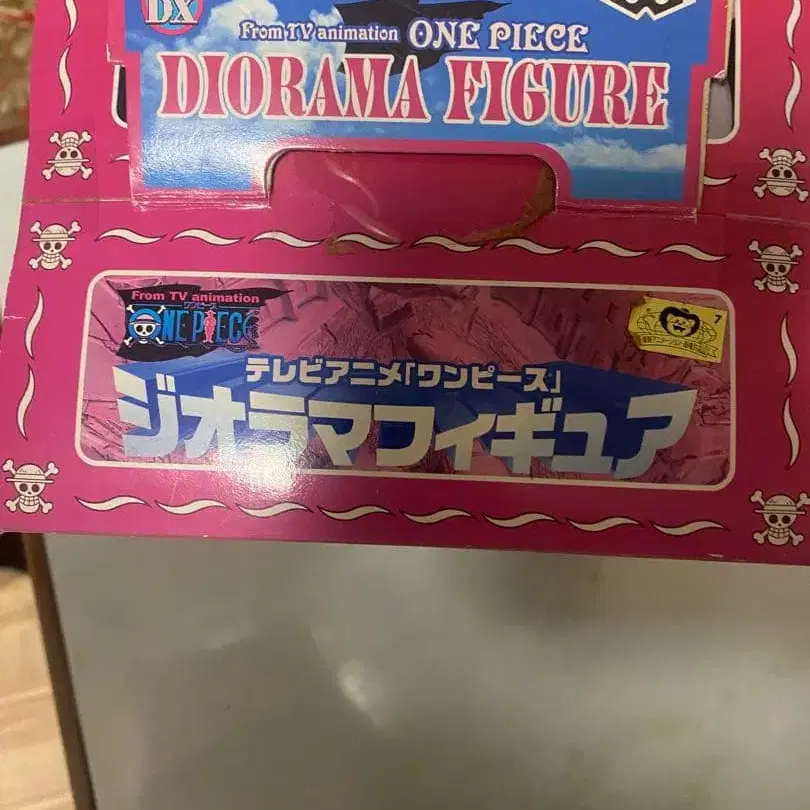 DX
From TV animation ONE PIECE
DIORAMA FIGURE
From TV animation
ワンピース
ONE PIECE
7
テレビアニメ「ワンピース」
ジオラマフィギュア